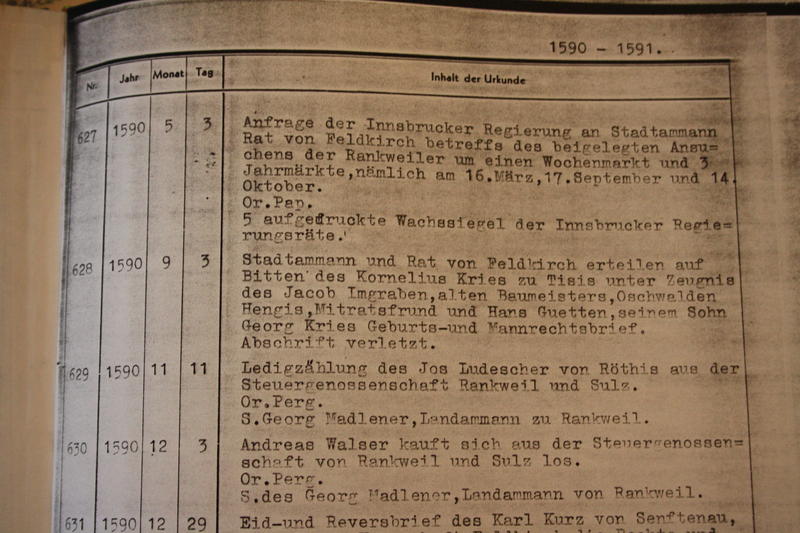 1590 - 1591.
Nr. Jahr Monat Tag Inhalt der Urkunde
627 1590 5 3 Anfrage der Innsbrucker Regierung an Stadtammann
Rat von Feldkirch betreffs des beigelegten Ansu=
chens der Rankweiler um einen Wochenmarkt und 3
Jahrmärkte,nämlich am 16.März,17.September und 14.
Oktober.
Or.Pap.
5 aufgedruckte Wachssiegel der Innsbrucker Regie=
rungsräte.
628 1590 9 3 Stadtammann und Rat von Feldkirch erteilen auf
Bitten des Kornelius Kries zu Tisis unter Zeugnis
des Jacob Imgraben,alten Baumeisters,Oschwalden
Hengis,Mitratsfrund und Hans Guetten,seinem Sohn
Georg Kries Geburts-und Mannrechtsbrief.
Abschrift verletzt.
629 1590 11 11 Ledigzählung des Jos Ludescher von Röthis aus der
Steuergenossenschaft Rankweil und Sulz.
Or.Perg.
S.Georg Madlener,Landammann zu Rankweil.
630 1590 12 3 Andreas Walser kauft sich aus der Steuergenossen=
schaft von Rankweil und Sulz los.
Or.Perg.
S.des Georg Madlener,Landammann von Rankweil.
631 1590 12 29 Eid-und Reversbrief des Karl Kurz von Senftenau,